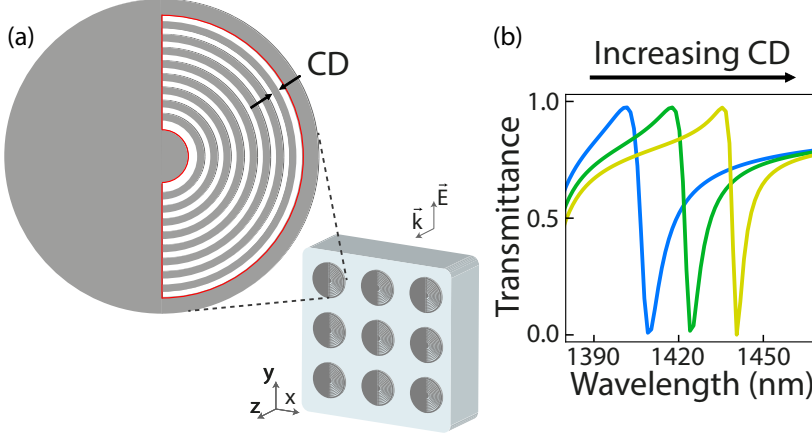 (a)
CD
E
k
y
x
z
(b)
Increasing CD
Transmittance
1.0
0.5
0.0
1390
1420
1450
Wavelength (nm)